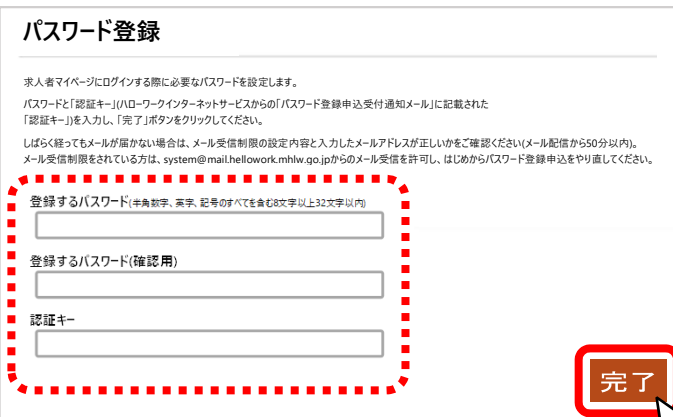 パスワード登録
求人者マイページにログインする際に必要なパスワードを設定します。
パスワードと「認証キー」(ハローワークインターネットサービスからの「パスワード登録申込受付通知メール」に記載された
「認証キー」)を入力し、「完了」ボタンをクリックしてください。
しばらく経ってもメールが届かない場合は、メール受信制限の設定内容と入力したメールアドレスが正しいかをご確認ください(メール配信から50分以内)。
メール受信制限をされている方は、system@mail.hellowork.mhlw.go.jpからのメール受信を許可し、はじめからパスワード登録申込をやり直してください。
登録するパスワード(半角数字、英字、記号のすべてを含む8文字以上32文字以内)
登録するパスワード(確認用)
認証キー
完了